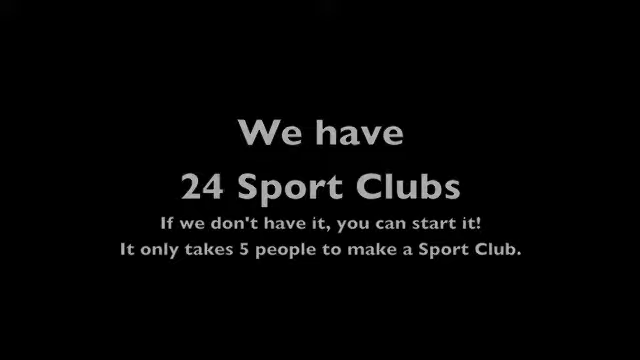 We have
24 Sport Clubs
If we don't have it, you can start it!
It only takes 5 people to make a Sport Club.